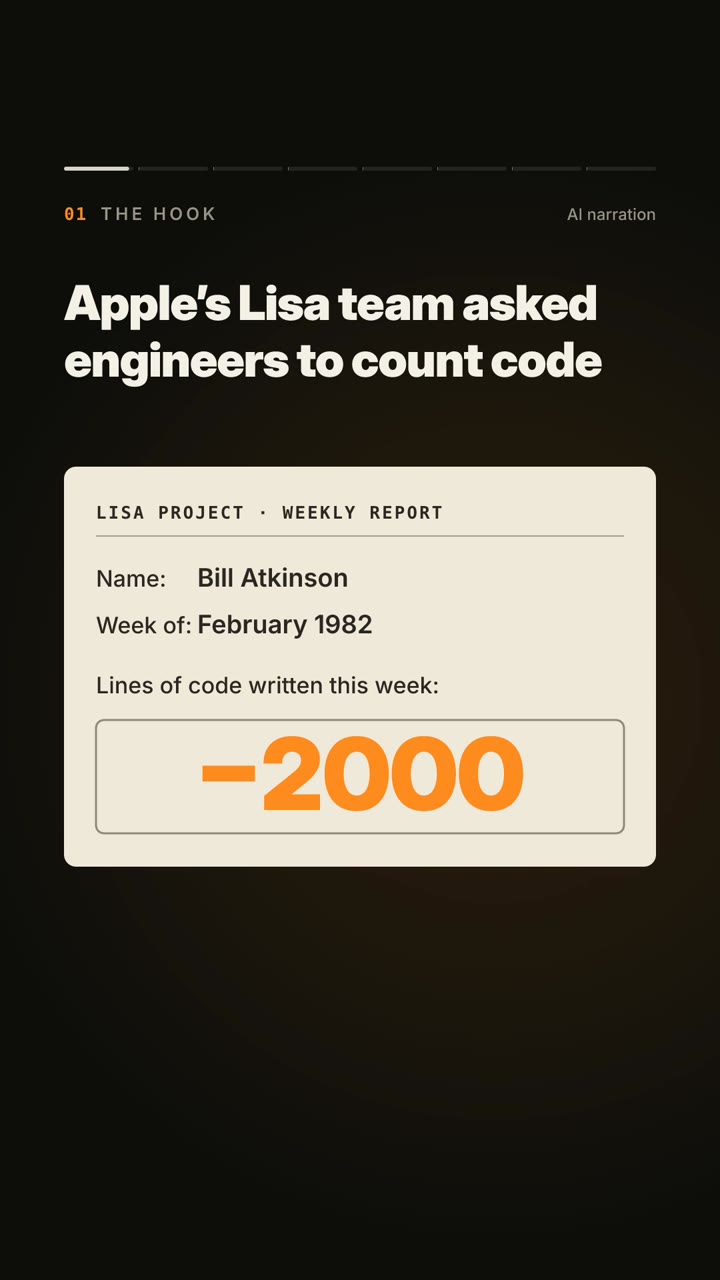 01 THE HOOK
AI narration
Apple’s Lisa team asked
engineers to count code
LISA PROJECT · WEEKLY REPORT
Name: Bill Atkinson
Week of: February 1982
Lines of code written this week:
−2000